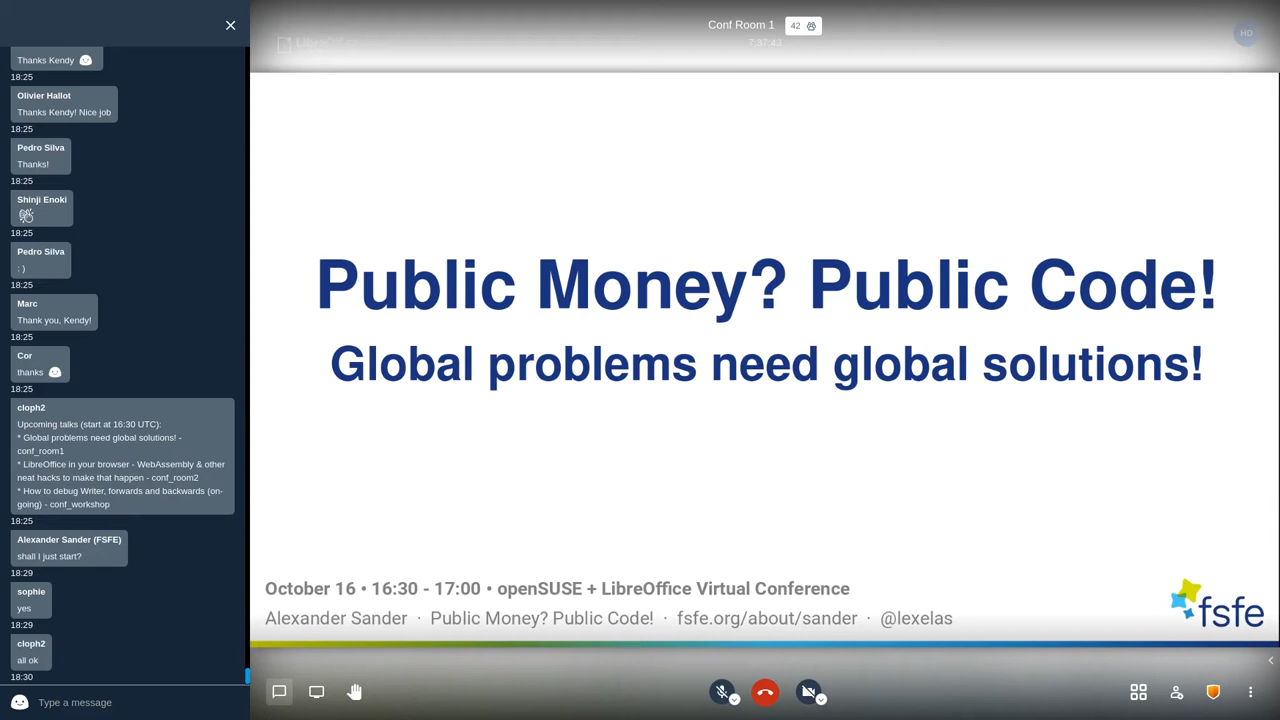 Conf Room 1
42
7:37:43
HD
Thanks Kendy
18:25
Olivier Hallot
Thanks Kendy! Nice job
18:25
Pedro Silva
Thanks!
18:25
Shinji Enoki
18:25
Pedro Silva
: )
18:25
Marc
Thank you, Kendy!
18:25
Cor
thanks
18:25
cloph2
Upcoming talks (start at 16:30 UTC):
* Global problems need global solutions! -
conf_room1
* LibreOffice in your browser - WebAssembly & other
neat hacks to make that happen - conf_room2
* How to debug Writer, forwards and backwards (on-
going) - conf_workshop
18:25
Alexander Sander (FSFE)
shall I just start?
18:29
sophie
yes
18:29
cloph2
all ok
18:30
Type a message
Public Money? Public Code!
Global problems need global solutions!
October 16 • 16:30 - 17:00 • openSUSE + LibreOffice Virtual Conference
Alexander Sander · Public Money? Public Code! · fsfe.org/about/sander · @lexelas
fsfe